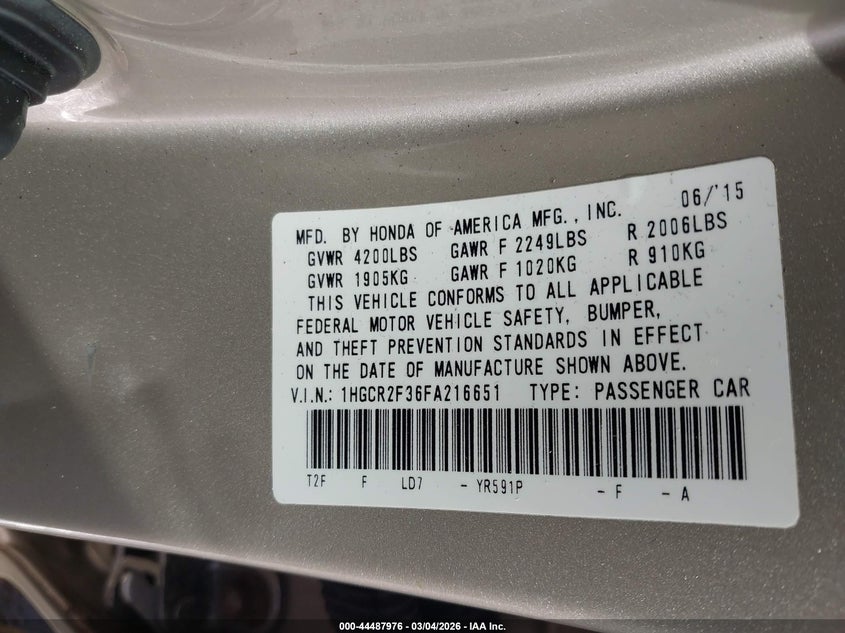 06/'15
MFD. BY HONDA OF AMERICA MFG., INC.
GVWR 4200LBS GAWR F 2249LBS R 2006LBS
GVWR 1905KG GAWR F 1020KG R 910KG
THIS VEHICLE CONFORMS TO ALL APPLICABLE
FEDERAL MOTOR VEHICLE SAFETY, BUMPER,
AND THEFT PREVENTION STANDARDS IN EFFECT
ON THE DATE OF MANUFACTURE SHOWN ABOVE.
V.I.N.: 1HGCR2F36FA216651 TYPE: PASSENGER CAR
T2F F LD7 - YR591P - F - A
000-44487976 - 03/04/2026 - IAA Inc.